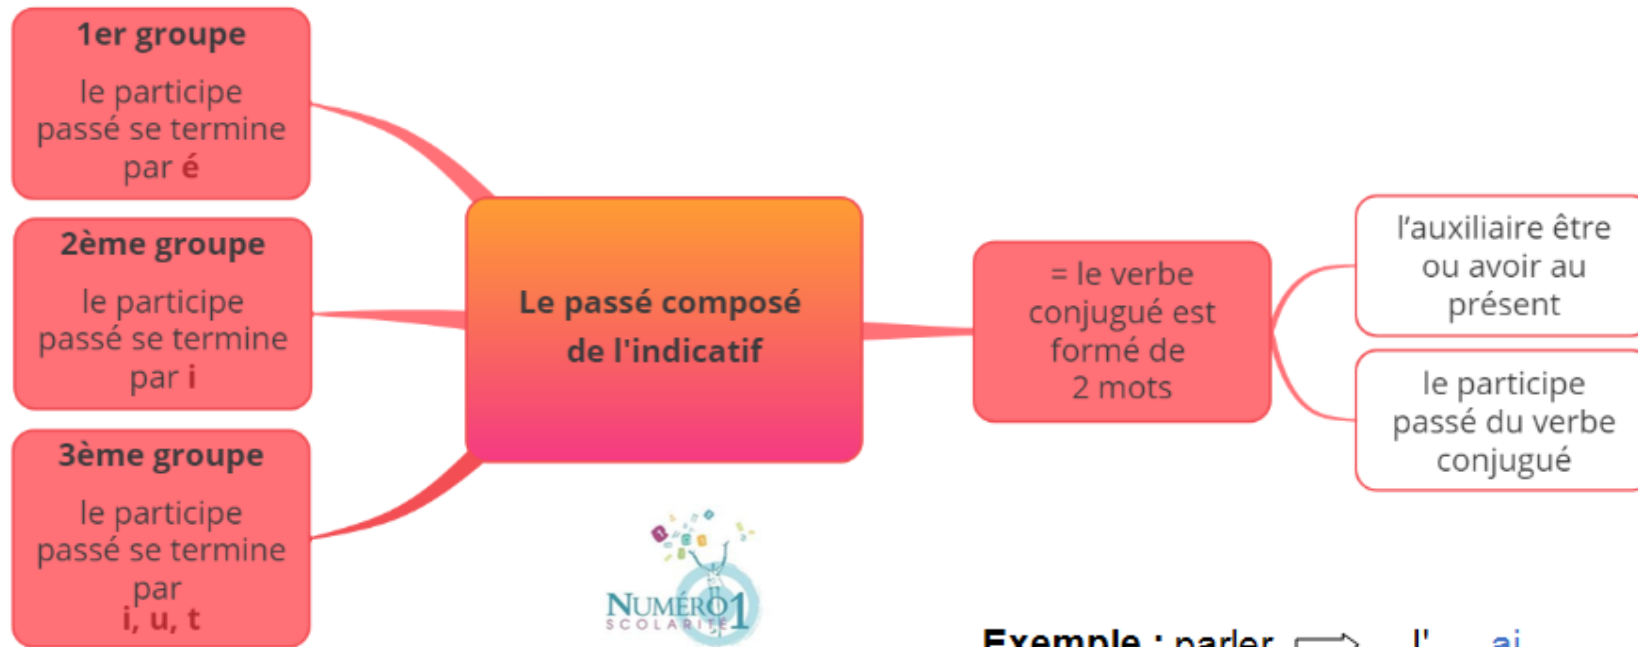 1er groupe
le participe
passé se termine
par é
2ème groupe
le participe
passé se termine
par i
3ème groupe
le participe
passé se termine
par
i, u, t
Le passé composé
de l'indicatif
= le verbe
conjugué est
formé de
2 mots
l'auxiliaire être
ou avoir au
présent
le participe
passé du verbe
conjugué
NUMÉRO1
SCOLARITÉ
Exemple : parler ai